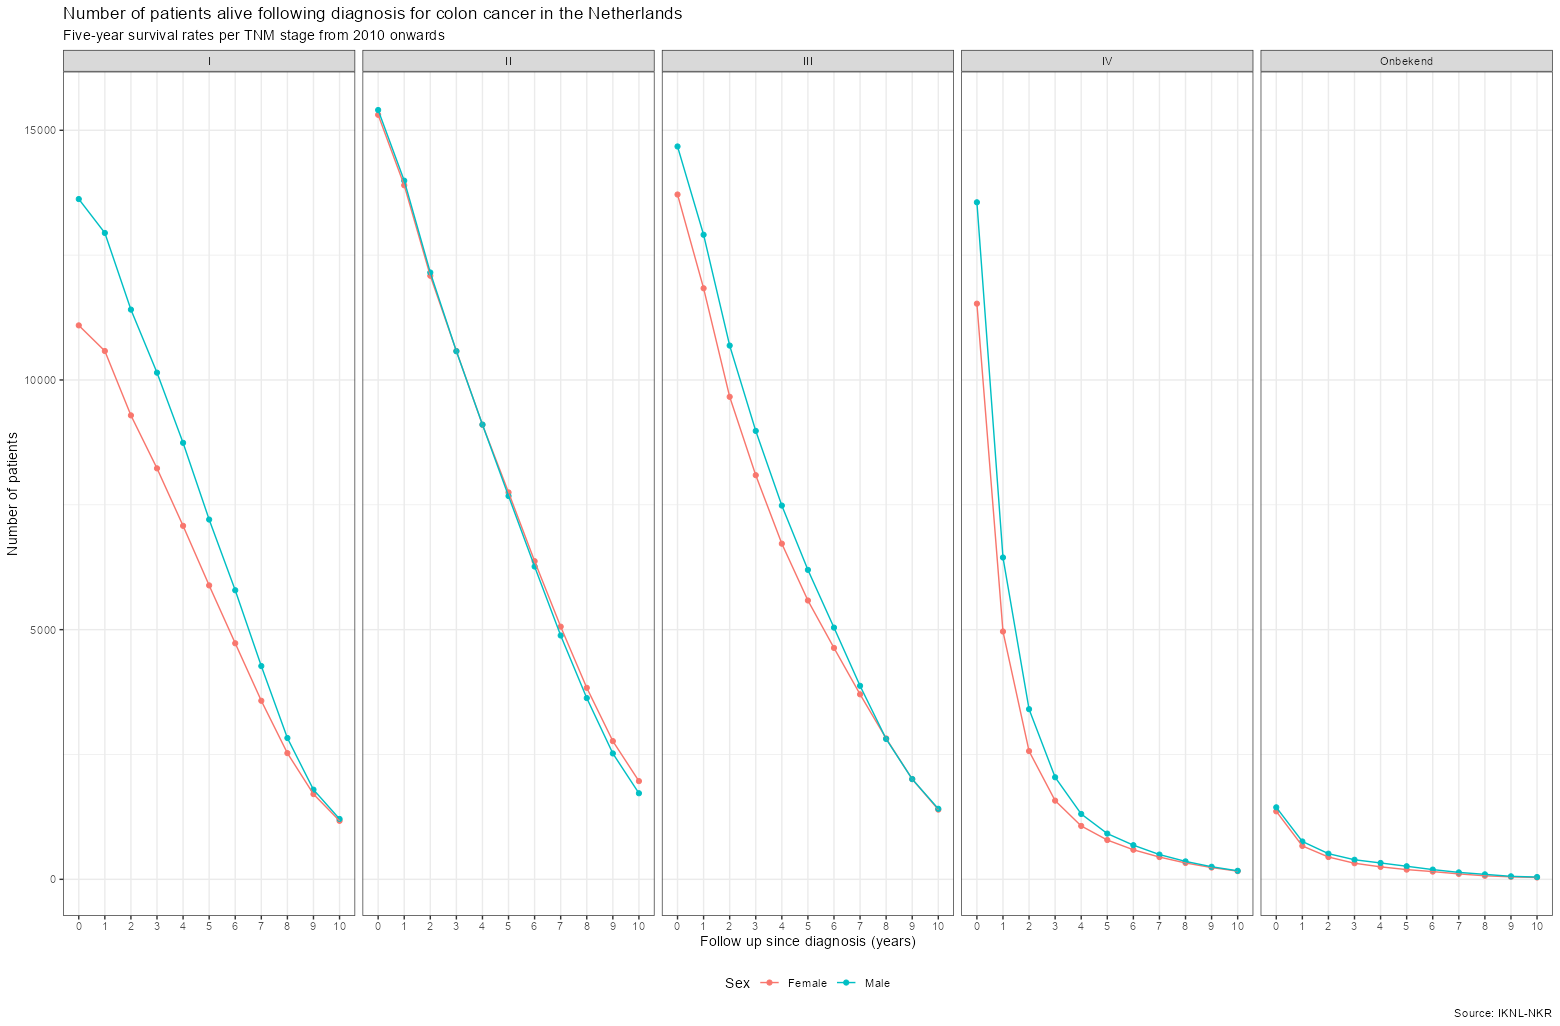 Number of patients alive following diagnosis for colon cancer in the Netherlands
Five-year survival rates per TNM stage from 2010 onwards
I II III IV Onbekend
Number of patients
15000
10000
5000
0
0 1 2 3 4 5 6 7 8 9 10 0 1 2 3 4 5 6 7 8 9 10 0 1 2 3 4 5 6 7 8 9 10 0 1 2 3 4 5 6 7 8 9 10 0 1 2 3 4 5 6 7 8 9 10
Follow up since diagnosis (years)
Sex Female Male
Source: IKNL-NKR